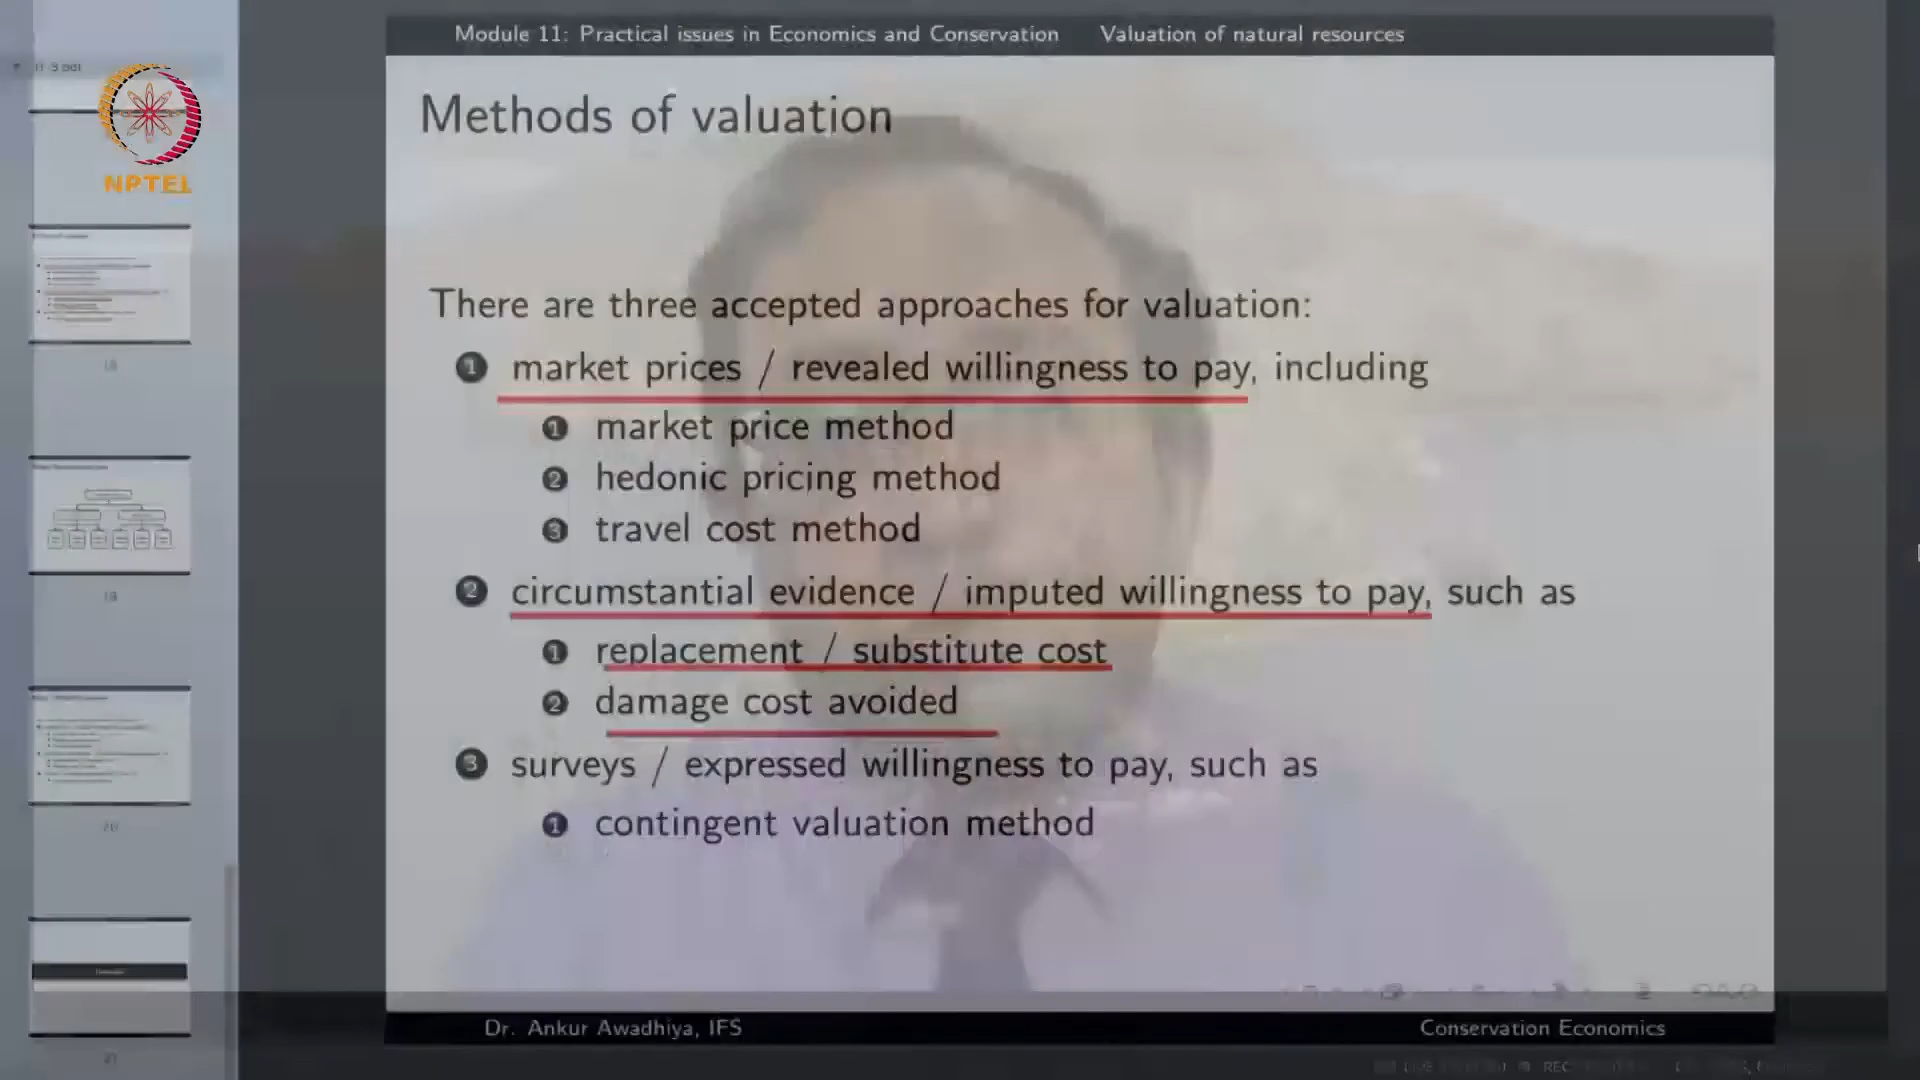 Module 11: Practical issues in Economics and Conservation Valuation of natural resources
NPTEL
Methods of valuation
There are three accepted approaches for valuation:
1 market prices / revealed willingness to pay, including
1 market price method
2 hedonic pricing method
3 travel cost method
2 circumstantial evidence / imputed willingness to pay, such as
1 replacement / substitute cost
2 damage cost avoided
3 surveys / expressed willingness to pay, such as
1 contingent valuation method
Dr. Ankur Awadhiya, IFS Conservation Economics